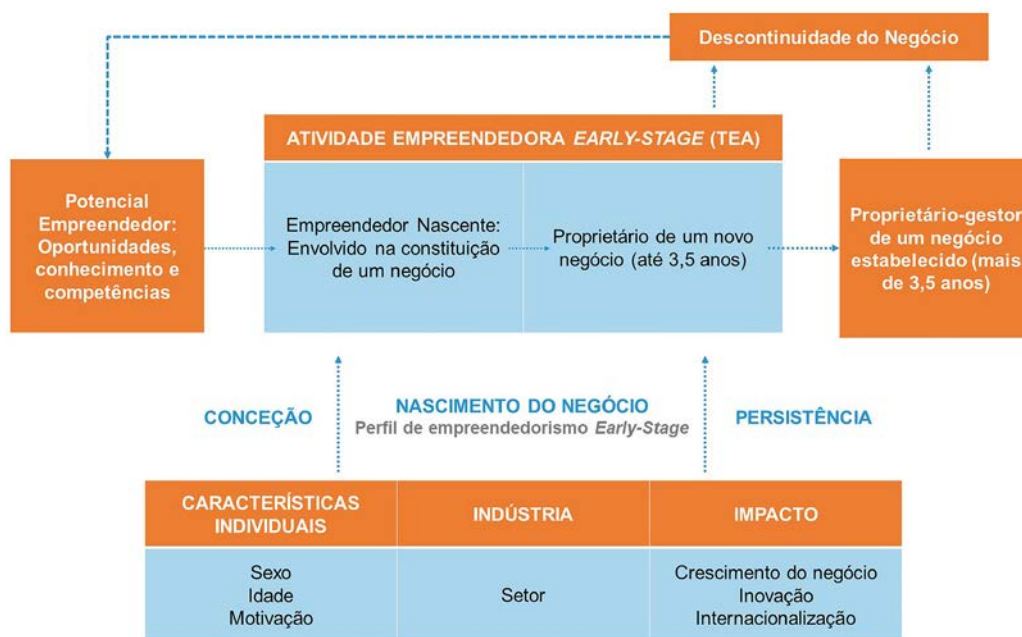 Descontinuidade do Negócio
ATIVIDADE EMPREENDEDORA EARLY-STAGE (TEA)
Potencial
Empreendedor:
Oportunidades,
conhecimento e
competências
Empreendedor Nascente:
Envolvido na constituição
de um negócio
Proprietário de um novo
negócio (até 3,5 anos)
Proprietário-gestor
de um negócio
estabelecido (mais
de 3,5 anos)
CONCEÇÃO
NASCIMENTO DO NEGÓCIO
Perfil de empreendedorismo Early-Stage
PERSISTÊNCIA
CARACTERÍSTICAS
INDIVIDUAIS
INDÚSTRIA
IMPACTO
Sexo
Idade
Motivação
Setor
Crescimento do negócio
Inovação
Internacionalização